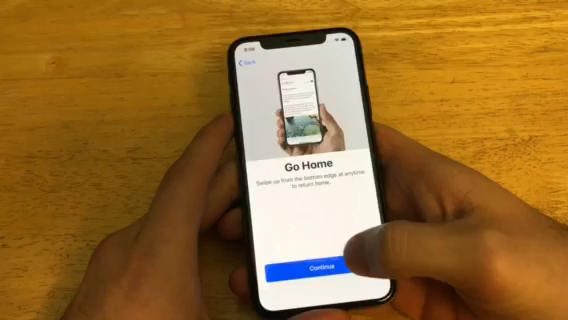 Back
Go Home
Swipe up from the bottom edge at anytime
to return home.
Continue